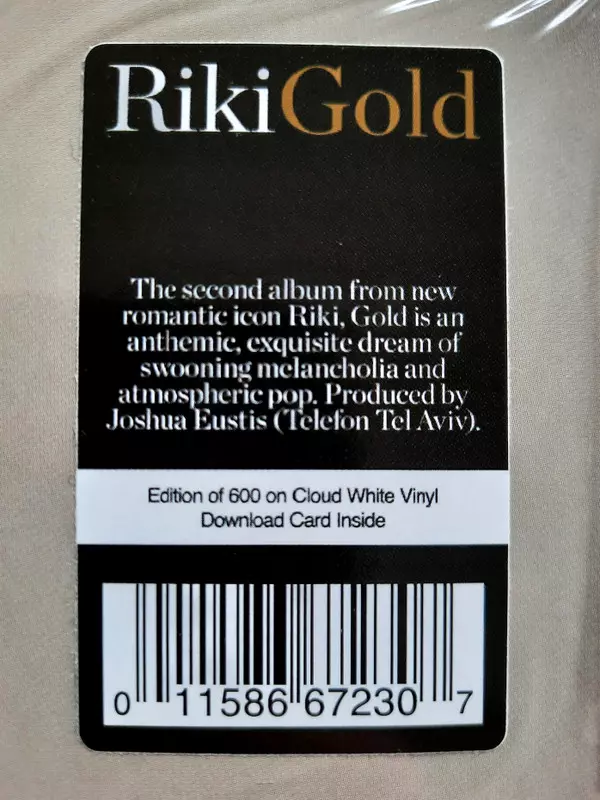 RikiGold
The second album from new
romantic icon Riki, Gold is an
anthemic, exquisite dream of
swooning melancholia and
atmospheric pop. Produced by
Joshua Eustis (Telefon Tel Aviv).
Edition of 600 on Cloud White Vinyl
Download Card Inside
0 11586 67230 7